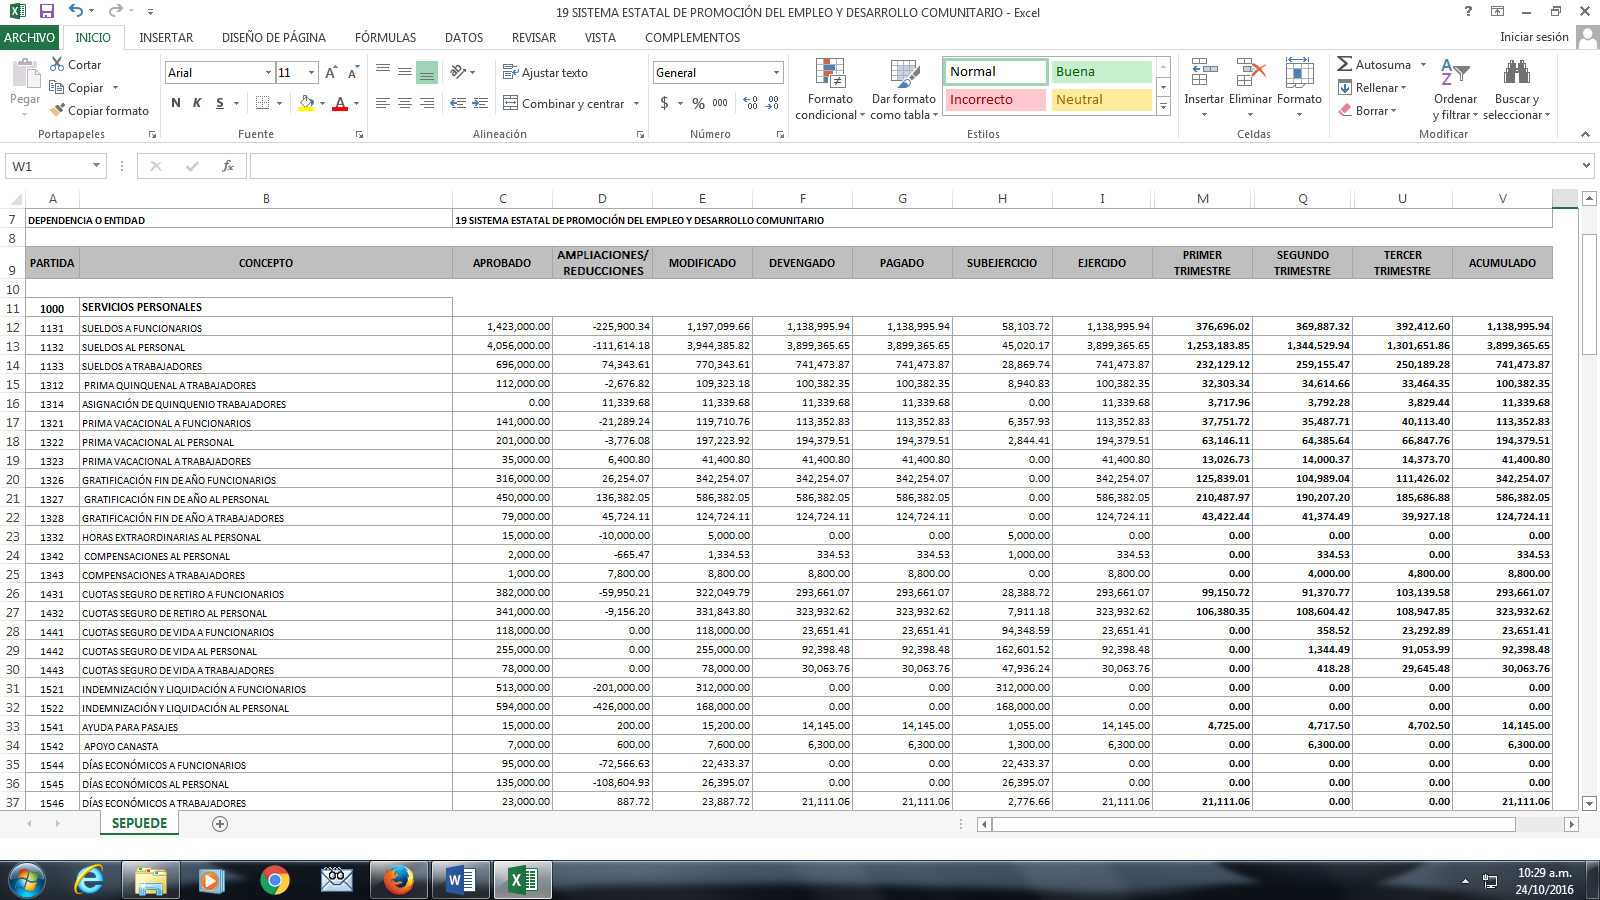 19 SISTEMA ESTATAL DE PROMOCIÓN DEL EMPLEO Y DESARROLLO COMUNITARIO - Excel
ARCHIVO INICIO INSERTAR DISEÑO DE PÁGINA FÓRMULAS DATOS REVISAR VISTA COMPLEMENTOS Iniciar sesión
Pegar Cortar Copiar Copiar formato Portapapeles
Arial 11 N K S Fuente
Ajustar texto Combinar y centrar Alineación
General $ % 000 Número
Formato condicional Dar formato como tabla Normal Buena Incorrecto Neutral Estilos
Insertar Eliminar Formato Celdas
Autosuma Rellenar Borrar Ordenar y filtrar Buscar y seleccionar Modificar
W1 fx
A B C D E F G H I M Q U V
7 DEPENDENCIA O ENTIDAD 19 SISTEMA ESTATAL DE PROMOCIÓN DEL EMPLEO Y DESARROLLO COMUNITARIO
8
9 PARTIDA CONCEPTO APROBADO AMPLIACIONES/ REDUCCIONES MODIFICADO DEVENGADO PAGADO SUBEJERCICIO EJERCIDO PRIMER TRIMESTRE SEGUNDO TRIMESTRE TERCER TRIMESTRE ACUMULADO
10
11 1000 SERVICIOS PERSONALES
12 1131 SUELDOS A FUNCIONARIOS 1,423,000.00 -225,900.34 1,197,099.66 1,138,995.94 1,138,995.94 58,103.72 1,138,995.94 376,696.02 369,887.32 392,412.60 1,138,995.94
13 1132 SUELDOS AL PERSONAL 4,056,000.00 -111,614.18 3,944,385.82 3,899,365.65 3,899,365.65 45,020.17 3,899,365.65 1,253,183.85 1,344,529.94 1,301,651.86 3,899,365.65
14 1133 SUELDOS A TRABAJADORES 696,000.00 74,343.61 770,343.61 741,473.87 741,473.87 28,869.74 741,473.87 232,129.12 259,155.47 250,189.28 741,473.87
15 1312 PRIMA QUINQUENAL A TRABAJADORES 112,000.00 -2,676.82 109,323.18 100,382.35 100,382.35 8,940.83 100,382.35 32,303.34 34,614.66 33,464.35 100,382.35
16 1314 ASIGNACIÓN DE QUINQUENIO TRABAJADORES 0.00 11,339.68 11,339.68 11,339.68 11,339.68 0.00 11,339.68 3,717.96 3,792.28 3,829.44 11,339.68
17 1321 PRIMA VACACIONAL A FUNCIONARIOS 141,000.00 -21,289.24 119,710.76 113,352.83 113,352.83 6,357.93 113,352.83 37,751.72 35,487.71 40,113.40 113,352.83
18 1322 PRIMA VACACIONAL AL PERSONAL 201,000.00 -3,776.08 197,223.92 194,379.51 194,379.51 2,844.41 194,379.51 63,146.11 64,385.64 66,847.76 194,379.51
19 1323 PRIMA VACACIONAL A TRABAJADORES 35,000.00 6,400.80 41,400.80 41,400.80 41,400.80 0.00 41,400.80 13,026.73 14,000.37 14,373.70 41,400.80
20 1326 GRATIFICACIÓN FIN DE AÑO FUNCIONARIOS 316,000.00 26,254.07 342,254.07 342,254.07 342,254.07 0.00 342,254.07 125,839.01 104,989.04 111,426.02 342,254.07
21 1327 GRATIFICACIÓN FIN DE AÑO AL PERSONAL 450,000.00 136,382.05 586,382.05 586,382.05 586,382.05 0.00 586,382.05 210,487.97 190,207.20 185,686.88 586,382.05
22 1328 GRATIFICACIÓN FIN DE AÑO A TRABAJADORES 79,000.00 45,724.11 124,724.11 124,724.11 124,724.11 0.00 124,724.11 43,422.44 41,374.49 39,927.18 124,724.11
23 1332 HORAS EXTRAORDINARIAS AL PERSONAL 15,000.00 -10,000.00 5,000.00 0.00 0.00 5,000.00 0.00 0.00 0.00 0.00 0.00
24 1342 COMPENSACIONES AL PERSONAL 2,000.00 -665.47 1,334.53 334.53 334.53 1,000.00 334.53 0.00 334.53 0.00 334.53
25 1343 COMPENSACIONES A TRABAJADORES 1,000.00 7,800.00 8,800.00 8,800.00 8,800.00 0.00 8,800.00 0.00 4,000.00 4,800.00 8,800.00
26 1431 CUOTAS SEGURO DE RETIRO A FUNCIONARIOS 382,000.00 -59,950.21 322,049.79 293,661.07 293,661.07 28,388.72 293,661.07 99,150.72 91,370.77 103,139.58 293,661.07
27 1432 CUOTAS SEGURO DE RETIRO AL PERSONAL 341,000.00 -9,156.20 331,843.80 323,932.62 323,932.62 7,911.18 323,932.62 106,380.35 108,604.42 108,947.85 323,932.62
28 1441 CUOTAS SEGURO DE VIDA A FUNCIONARIOS 118,000.00 0.00 118,000.00 23,651.41 23,651.41 94,348.59 23,651.41 0.00 358.52 23,292.89 23,651.41
29 1442 CUOTAS SEGURO DE VIDA AL PERSONAL 255,000.00 0.00 255,000.00 92,398.48 92,398.48 162,601.52 92,398.48 0.00 1,344.49 91,053.99 92,398.48
30 1443 CUOTAS SEGURO DE VIDA A TRABAJADORES 78,000.00 0.00 78,000.00 30,063.76 30,063.76 47,936.24 30,063.76 0.00 418.28 29,645.48 30,063.76
31 1521 INDEMNIZACIÓN Y LIQUIDACIÓN A FUNCIONARIOS 513,000.00 -201,000.00 312,000.00 0.00 0.00 312,000.00 0.00 0.00 0.00 0.00 0.00
32 1522 INDEMNIZACIÓN Y LIQUIDACIÓN AL PERSONAL 594,000.00 -426,000.00 168,000.00 0.00 0.00 168,000.00 0.00 0.00 0.00 0.00 0.00
33 1541 AYUDA PARA PASAJES 15,000.00 200.00 15,200.00 14,145.00 14,145.00 1,055.00 14,145.00 4,725.00 4,717.50 4,702.50 14,145.00
34 1542 APOYO CANASTA 7,000.00 600.00 7,600.00 6,300.00 6,300.00 1,300.00 6,300.00 0.00 6,300.00 0.00 6,300.00
35 1544 DÍAS ECONÓMICOS A FUNCIONARIOS 95,000.00 -72,566.63 22,433.37 0.00 0.00 22,433.37 0.00 0.00 0.00 0.00 0.00
36 1545 DÍAS ECONÓMICOS AL PERSONAL 135,000.00 -108,604.93 26,395.07 0.00 0.00 26,395.07 0.00 0.00 0.00 0.00 0.00
37 1546 DÍAS ECONÓMICOS A TRABAJADORES 23,000.00 887.72 23,887.72 21,111.06 21,111.06 2,776.66 21,111.06 21,111.06 0.00 0.00 21,111.06
SEPUEDE
10:29 a.m.
24/10/2016